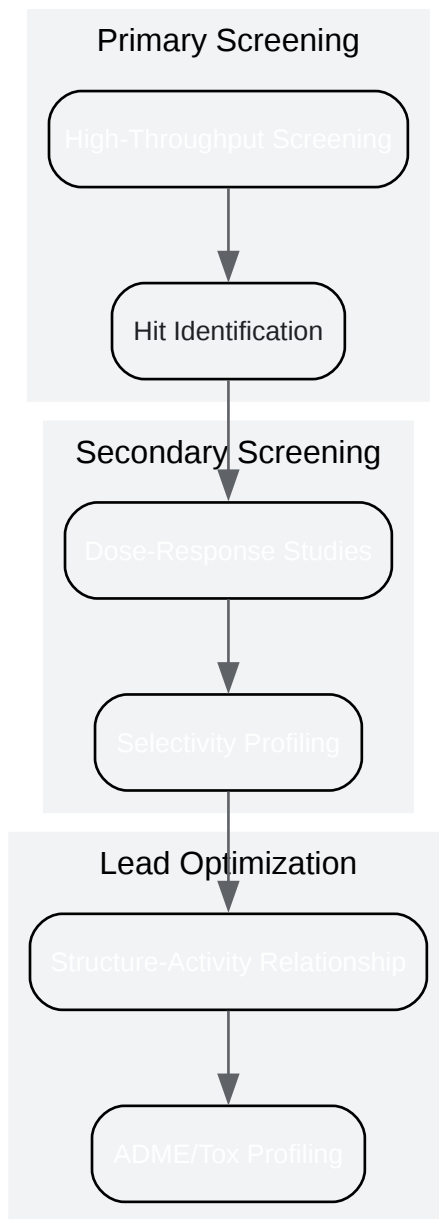 Primary Screening
High-Throughput Screening
Hit Identification
Secondary Screening
Dose-Response Studies
Selectivity Profiling
Lead Optimization
Structure-Activity Relationship
ADME/Tox Profiling